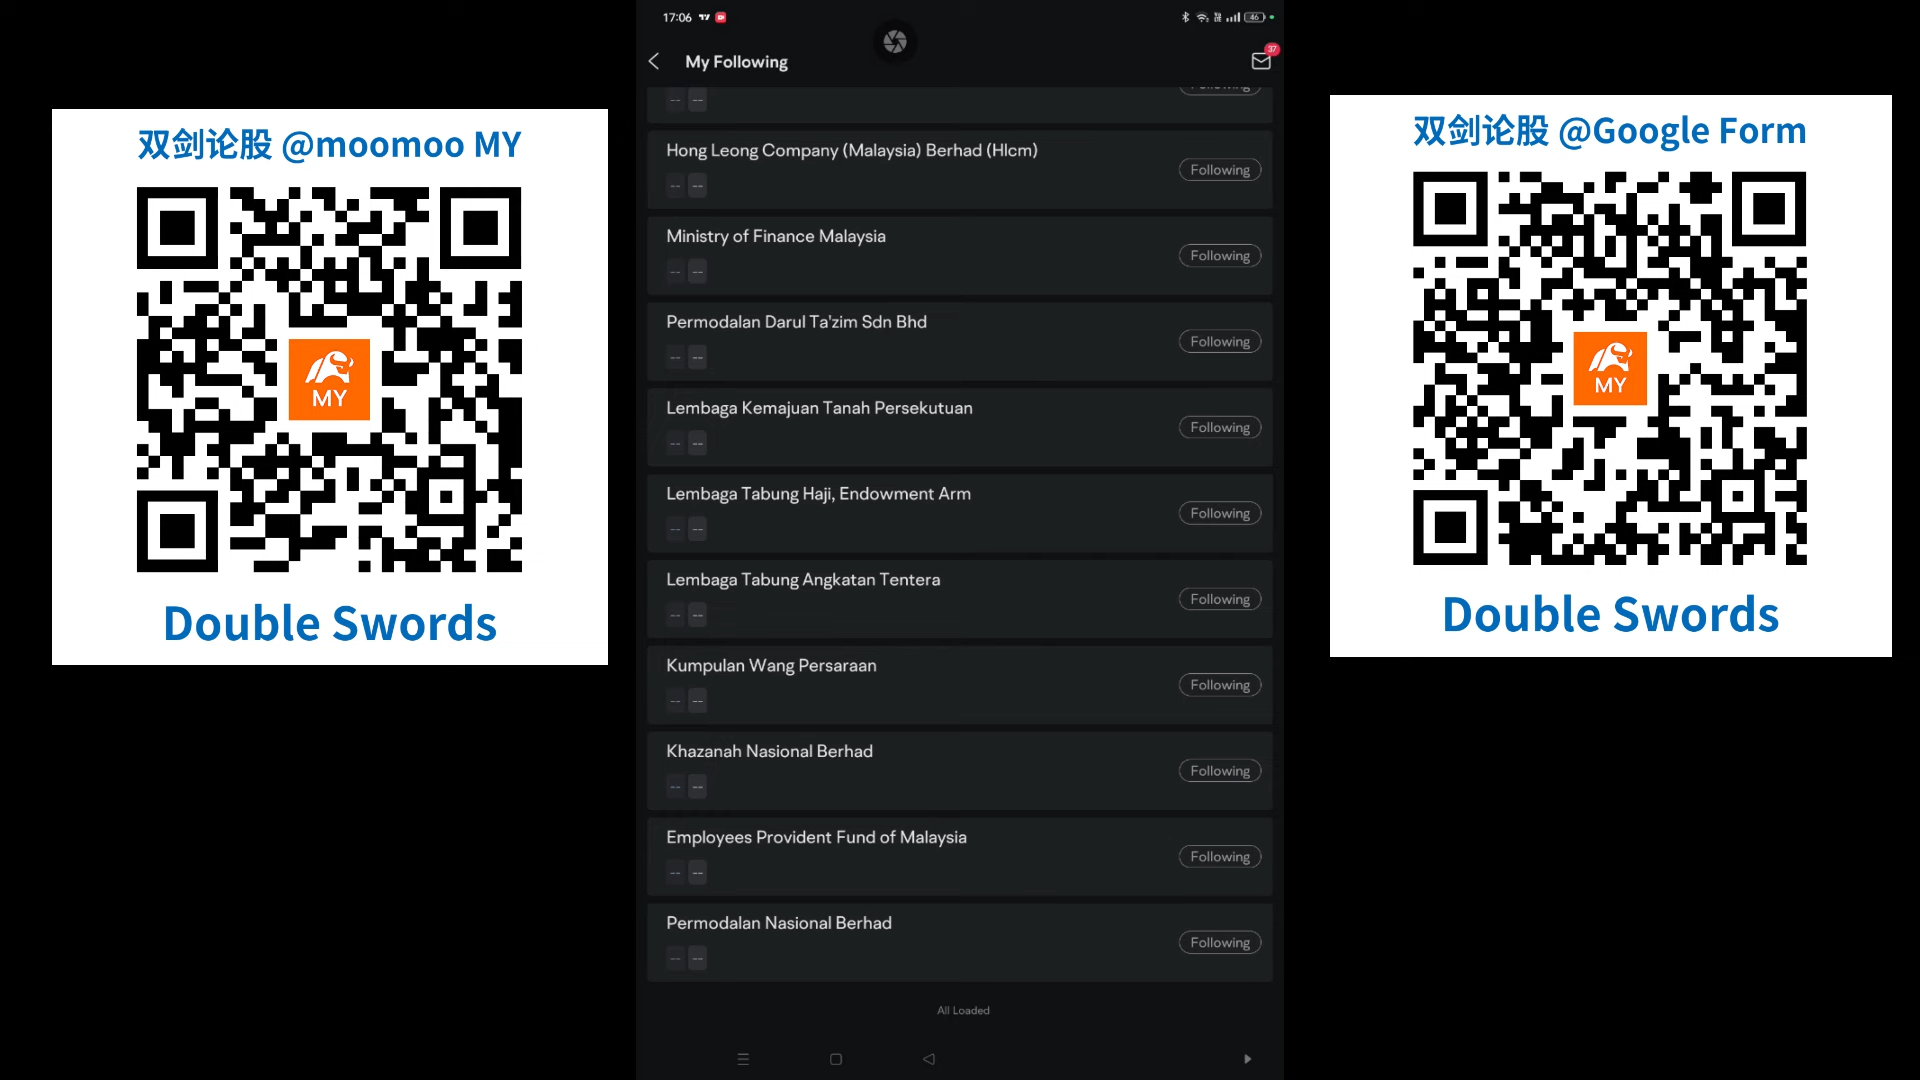 双剑论股 @moomoo MY
MY
Double Swords
17:06
46
My Following
37
-- --
Following
Hong Leong Company (Malaysia) Berhad (Hlcm)
-- --
Following
Ministry of Finance Malaysia
-- --
Following
Permodalan Darul Ta'zim Sdn Bhd
-- --
Following
Lembaga Kemajuan Tanah Persekutuan
-- --
Following
Lembaga Tabung Haji, Endowment Arm
-- --
Following
Lembaga Tabung Angkatan Tentera
-- --
Following
Kumpulan Wang Persaraan
-- --
Following
Khazanah Nasional Berhad
-- --
Following
Employees Provident Fund of Malaysia
-- --
Following
Permodalan Nasional Berhad
-- --
Following
All Loaded
双剑论股 @Google Form
MY
Double Swords